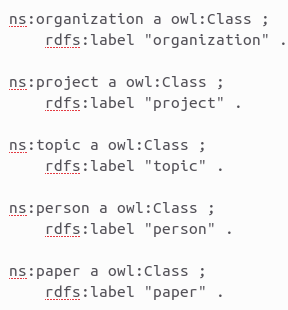 ns:organization a owl:Class ;
    rdfs:label "organization" .

ns:project a owl:Class ;
    rdfs:label "project" .

ns:topic a owl:Class ;
    rdfs:label "topic" .

ns:person a owl:Class ;
    rdfs:label "person" .

ns:paper a owl:Class ;
    rdfs:label "paper" .